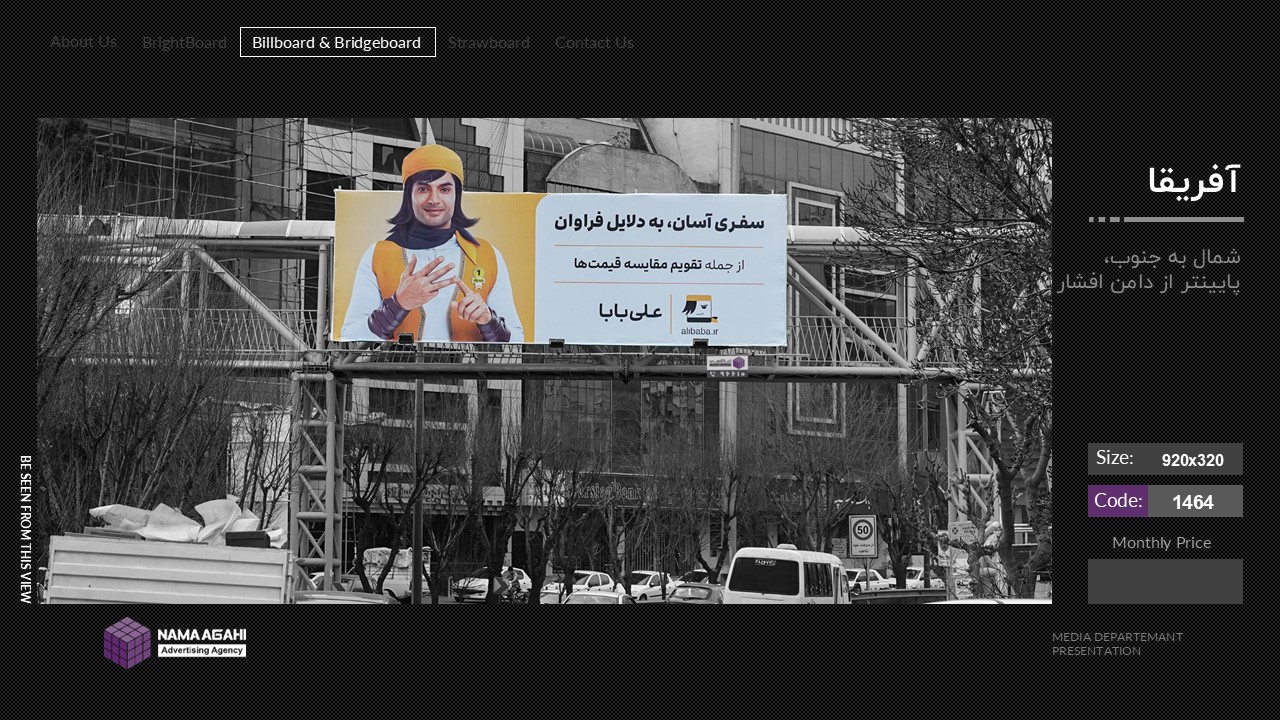 About Us
BrightBoard
Billboard & Bridgeboard
Strawboard
Contact Us
آفریقا
شمال به جنوب،
پایینتر از دامن افشار
سفری آسان، به دلایل فراوان
از جمله تقویم مقایسه قیمت‌ها
علی‌بابا
alibaba.ir
1
50
Size:
920x320
Code:
1464
Monthly Price
BE SEEN FROM THIS VIEW
NAMA AGAHI
Advertising Agency
MEDIA DEPARTEMANT
PRESENTATION